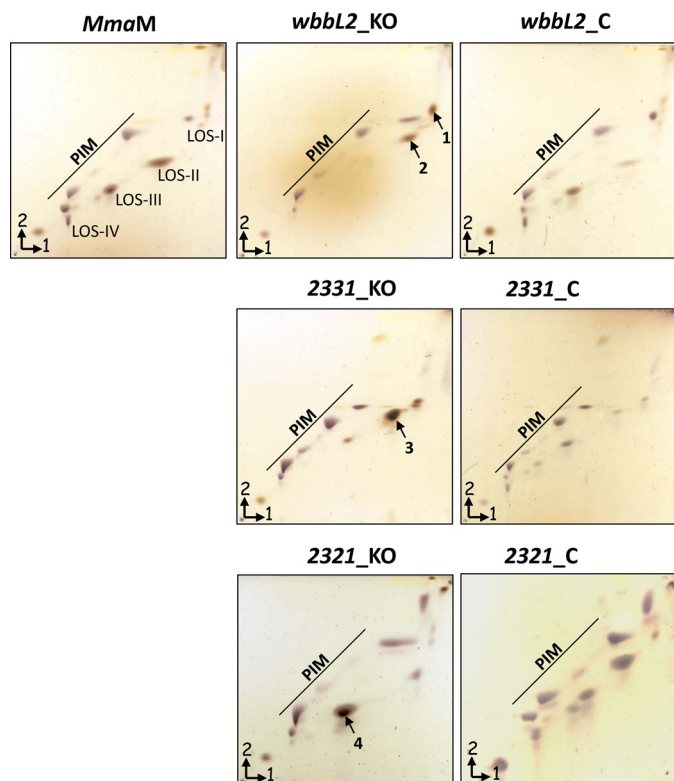 MmaM
wbbL2_KO
wbbL2_C
PIM
LOS-I
LOS-II
LOS-III
LOS-IV
2
1
PIM
1
2
2
1
PIM
2
1
2331_KO
2331_C
PIM
3
2
1
PIM
2
1
2321_KO
2321_C
PIM
4
2
1
PIM
2
1